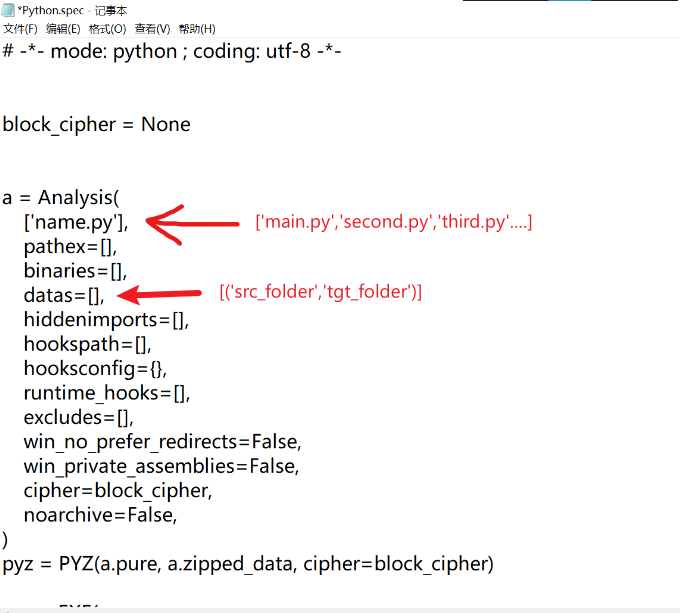 *Python.spec - 记事本
文件(F) 编辑(E) 格式(O) 查看(V) 帮助(H)
# -*- mode: python ; coding: utf-8 -*-
block_cipher = None
a = Analysis(
['name.py'], ['main.py','second.py','third.py'....]
pathex=[],
binaries=[],
datas=[], [('src_folder','tgt_folder')]
hiddenimports=[],
hookspath=[],
hooksconfig={},
runtime_hooks=[],
excludes=[],
win_no_prefer_redirects=False,
win_private_assemblies=False,
cipher=block_cipher,
noarchive=False,
)
pyz = PYZ(a.pure, a.zipped_data, cipher=block_cipher)